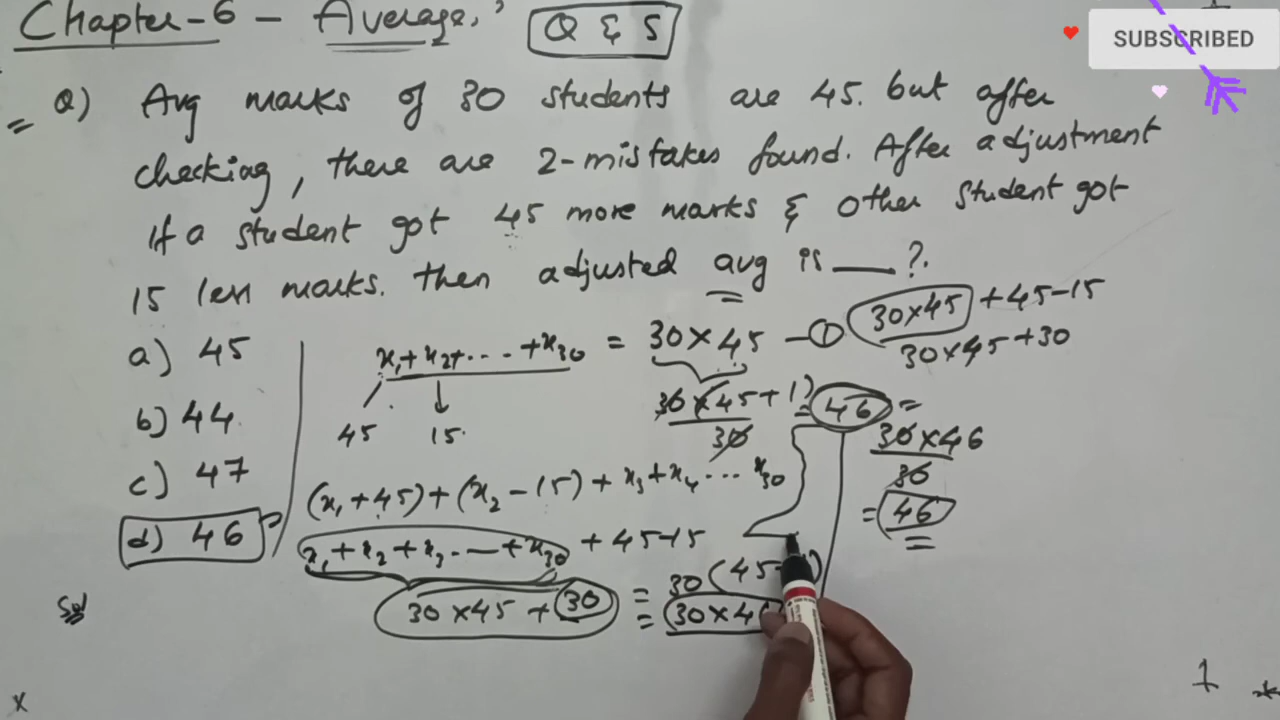 Chapter-6 - Average,
Q & S
SUBSCRIBED
Q) Avg marks of 30 students are 45. but after
checking, there are 2-mistakes found. After adjustment
If a student got 45 more marks & other student got
15 less marks. then adjusted avg is ____ ?.
a) 45
b) 44
c) 47
d) 46
Sol
x₁+x₂+....+x₃₀ = 30×45 —①
45 15
(x₁+45)+(x₂-15)+x₃+x₄...x₃₀
x₁+x₂+x₃.—+x₃₀ +45-15
30×45+30 = 30(45
= 30×4
30×45+1)
30
= 46 =
30×45 +45-15
30×45+30
30×46
30
= 46
x
1